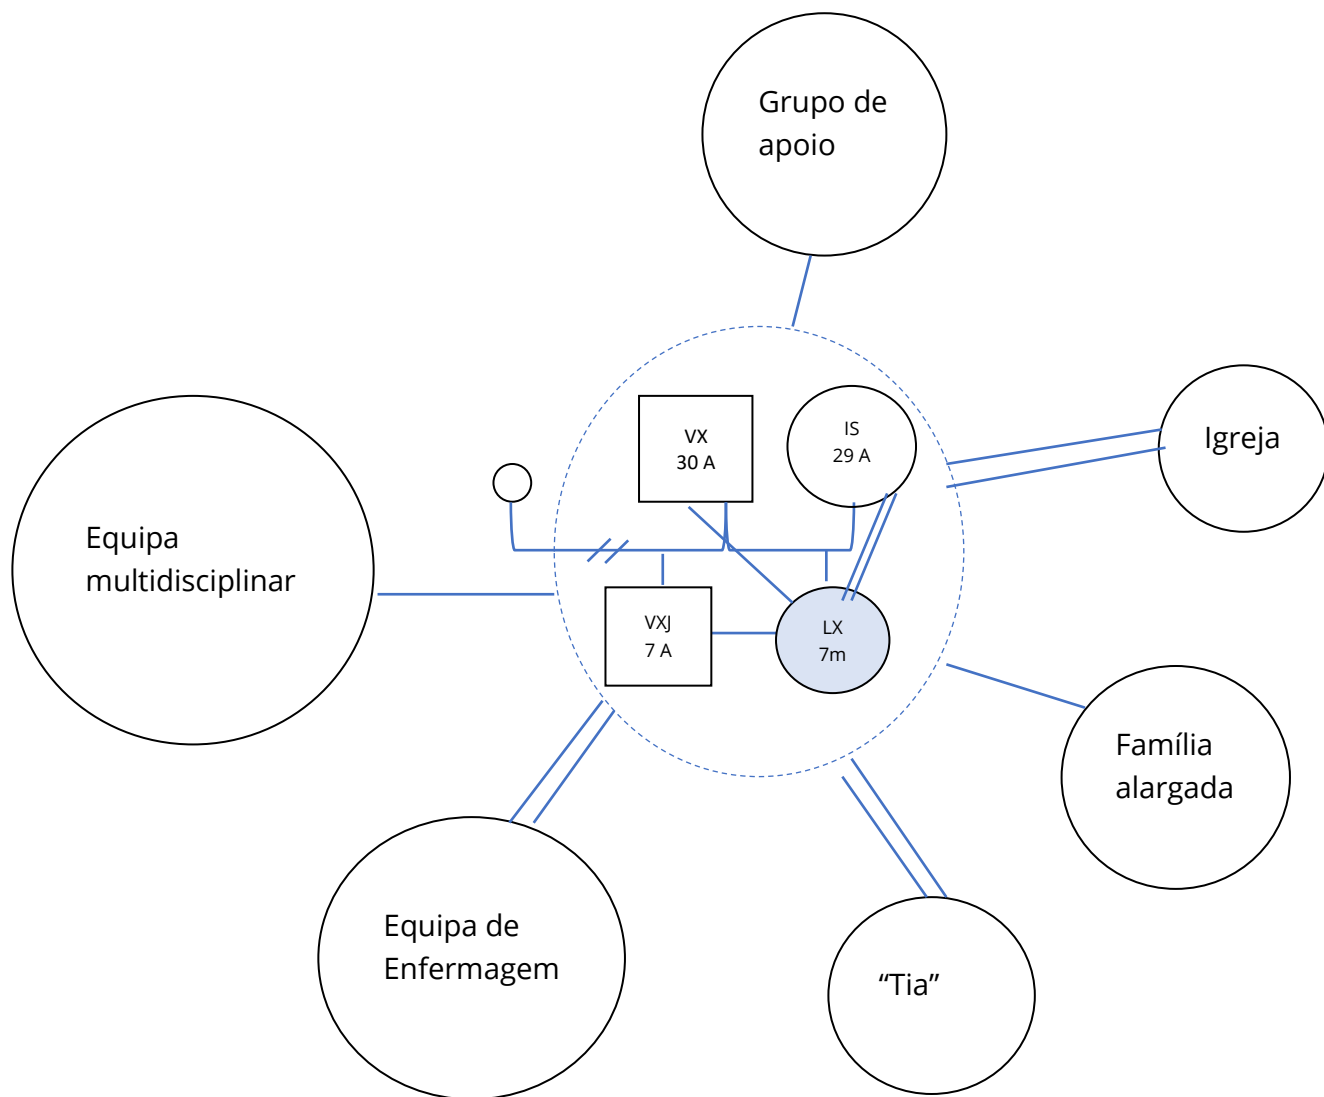 Grupo de
apoio
VX
30 A
IS
29 A
Igreja
Equipa
multidisciplinar
VXJ
7 A
LX
7m
Família
alargada
Equipa de
Enfermagem
“Tia”